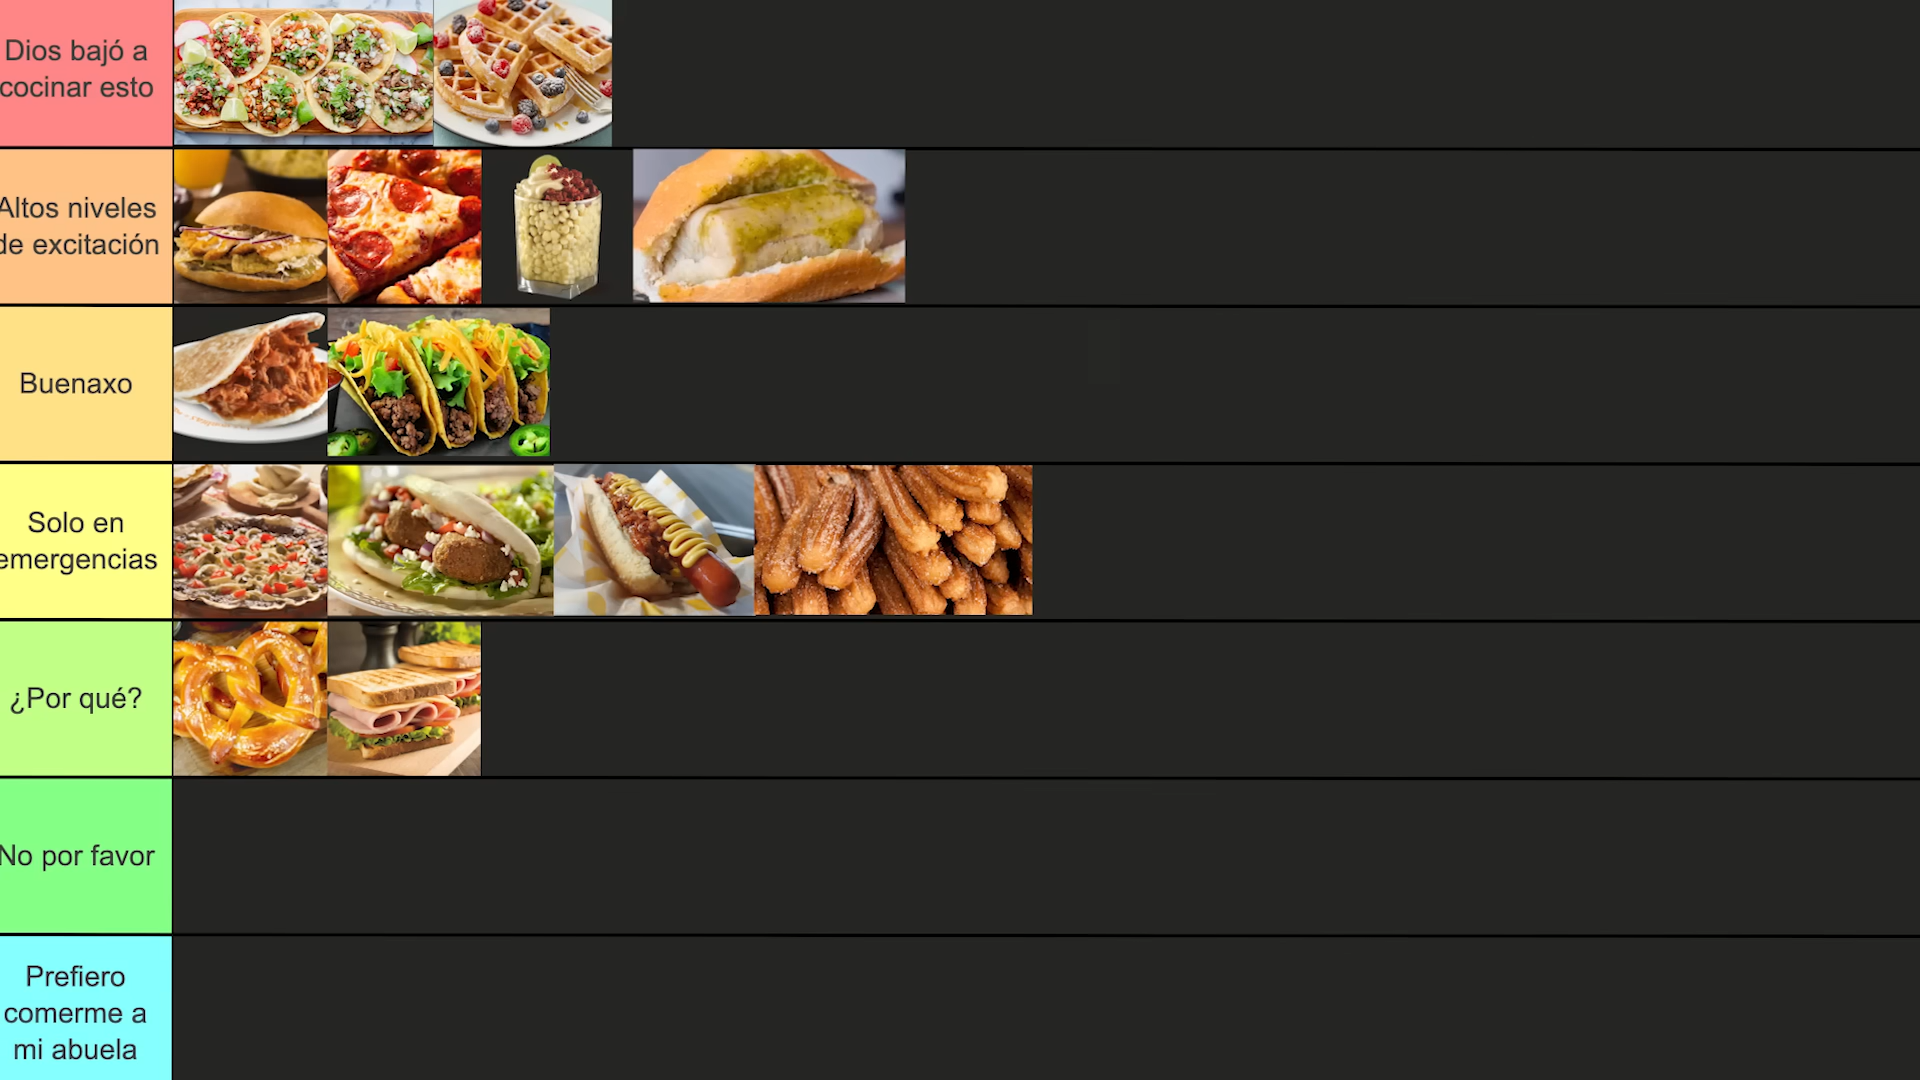 Dios bajó a
cocinar esto
Altos niveles
de excitación
Buenaxo
Solo en
emergencias
¿Por qué?
No por favor
Prefiero
comerme a
mi abuela